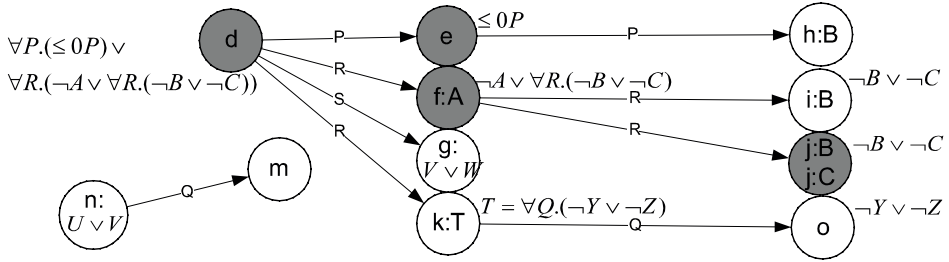 ∀P.(≤0P)∨
∀R.(¬A∨∀R.(¬B∨¬C))
d
P
R
S
R
e
≤0P
f:A
¬A∨∀R.(¬B∨¬C)
g:
V∨W
k:T
T=∀Q.(¬Y∨¬Z)
P
R
R
Q
h:B
i:B
¬B∨¬C
j:B
j:C
¬B∨¬C
o
¬Y∨¬Z
n:
U∨V
Q
m